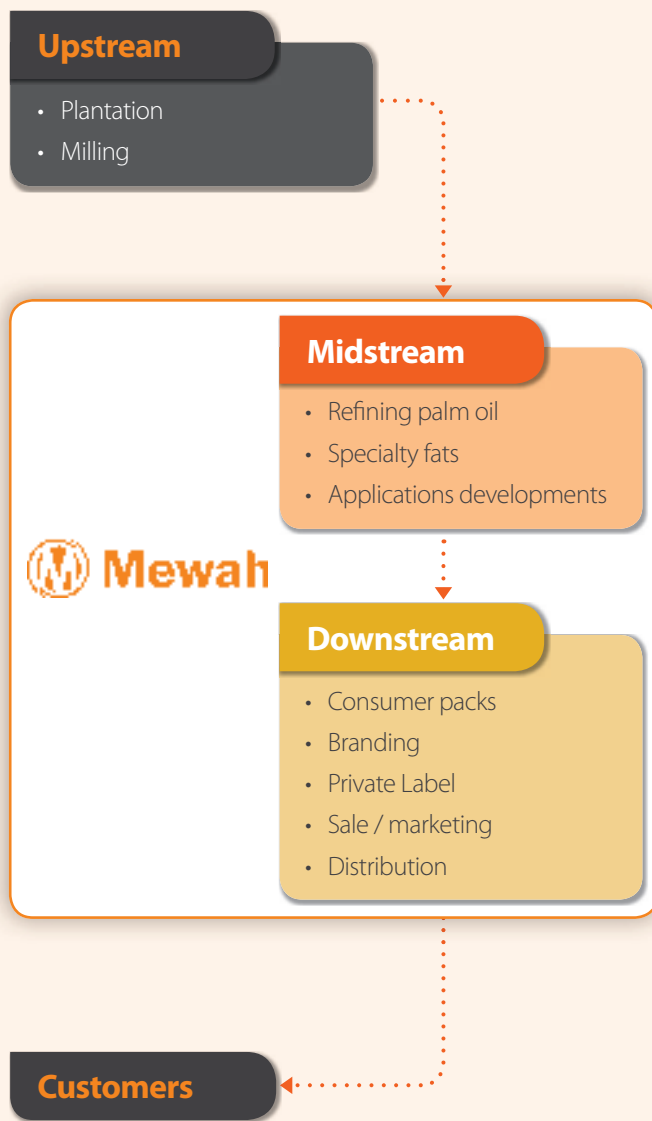 Upstream
• Plantation
• Milling
Midstream
• Refining palm oil
• Specialty fats
• Applications developments
Mewah
Downstream
• Consumer packs
• Branding
• Private Label
• Sale / marketing
• Distribution
Customers